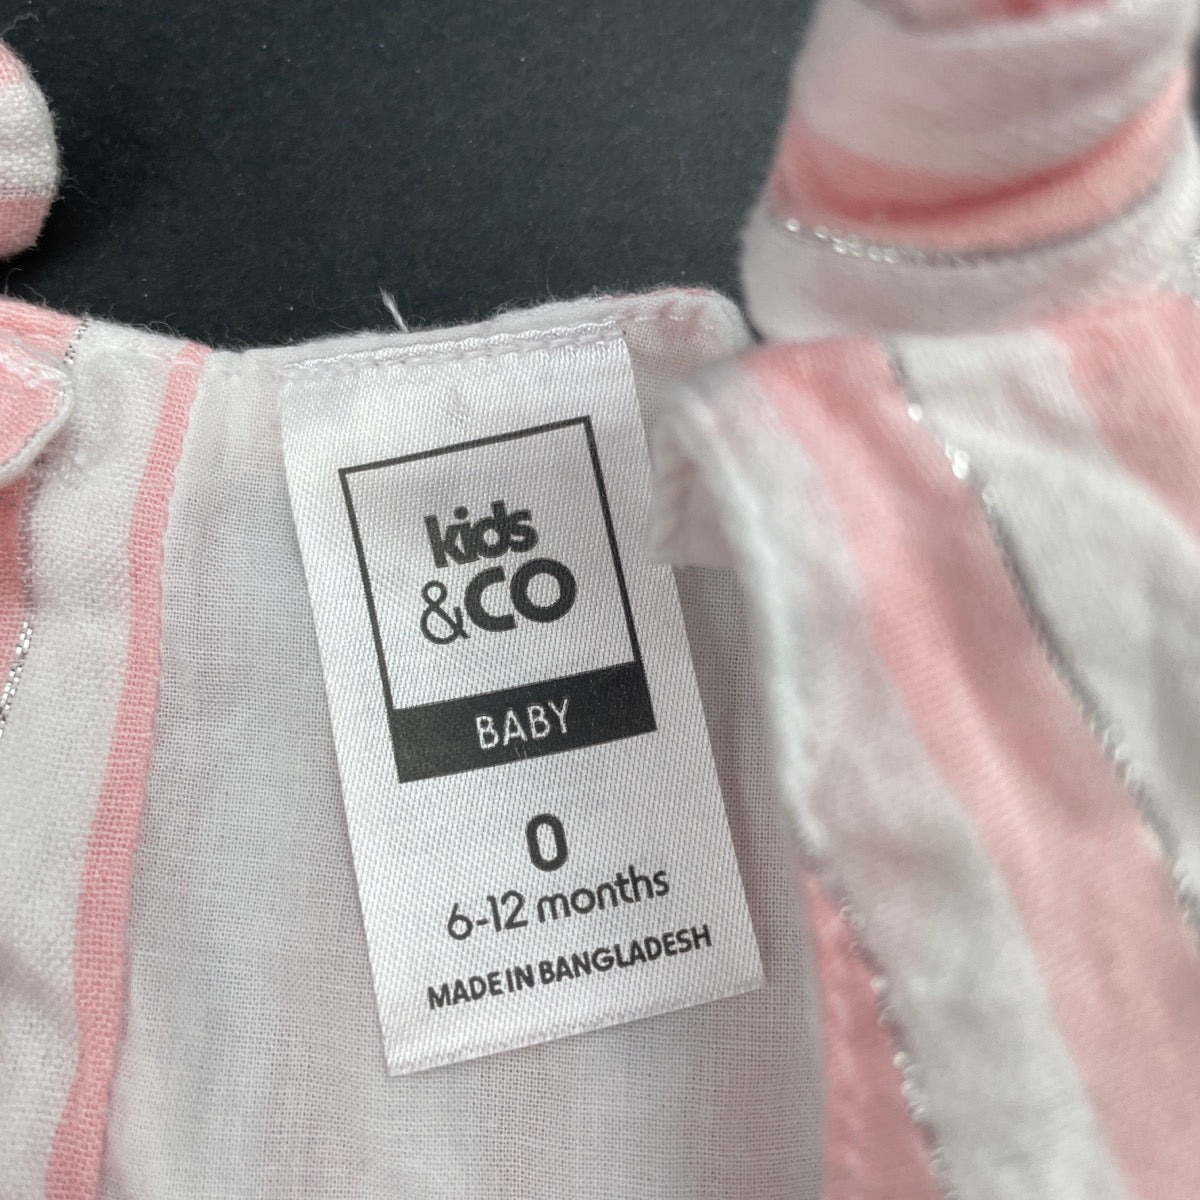 kids
&CO
BABY
0
6-12 months
MADE IN BANGLADESH